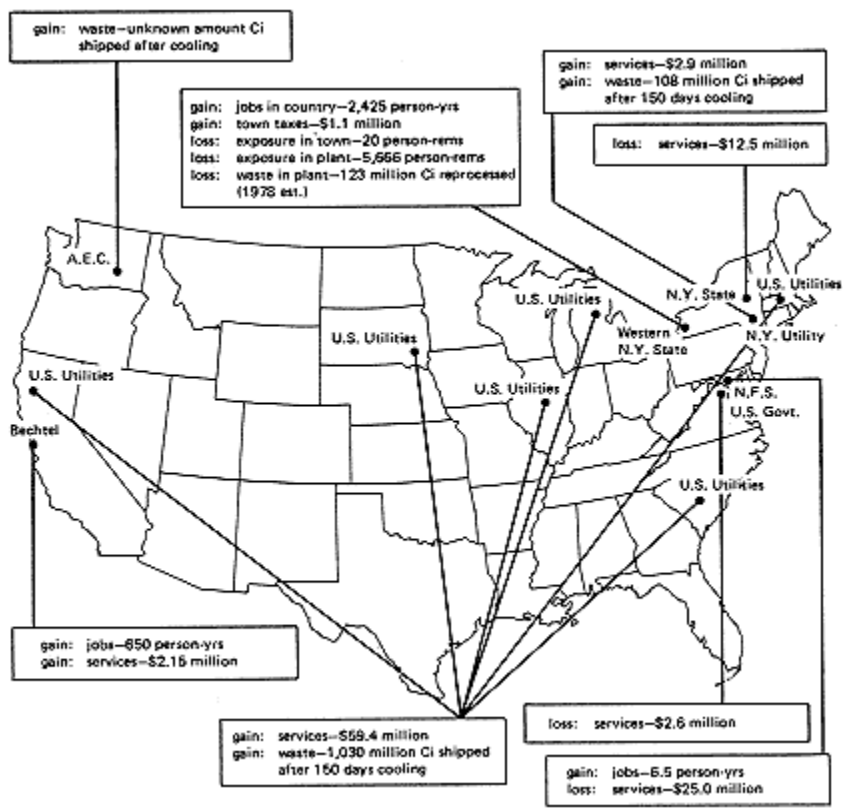 gain: waste—unknown amount Ci
shipped after cooling
gain: services—$2.9 million
gain: waste—108 million Ci shipped
after 150 days cooling
gain: jobs in country—2,425 person-yrs
gain: town taxes—$1.1 million
loss: exposure in town—20 person-rems
loss: exposure in plant—5,666 person-rems
loss: waste in plant—123 million Ci reprocessed
(1978 est.)
loss: services—$12.5 million
A.E.C.
U.S. Utilities
N.Y. State
U.S. Utilities
U.S. Utilities
Western
N.Y. State
N.Y. Utility
U.S. Utilities
U.S. Utilities
N.F.S.
U.S. Govt.
Bechtel
U.S. Utilities
gain: jobs—650 person-yrs
gain: services—$2.15 million
gain: services—$59.4 million
gain: waste—1,030 million Ci shipped
after 150 days cooling
loss: services—$2.6 million
gain: jobs—6.5 person-yrs
loss: services—$25.0 million